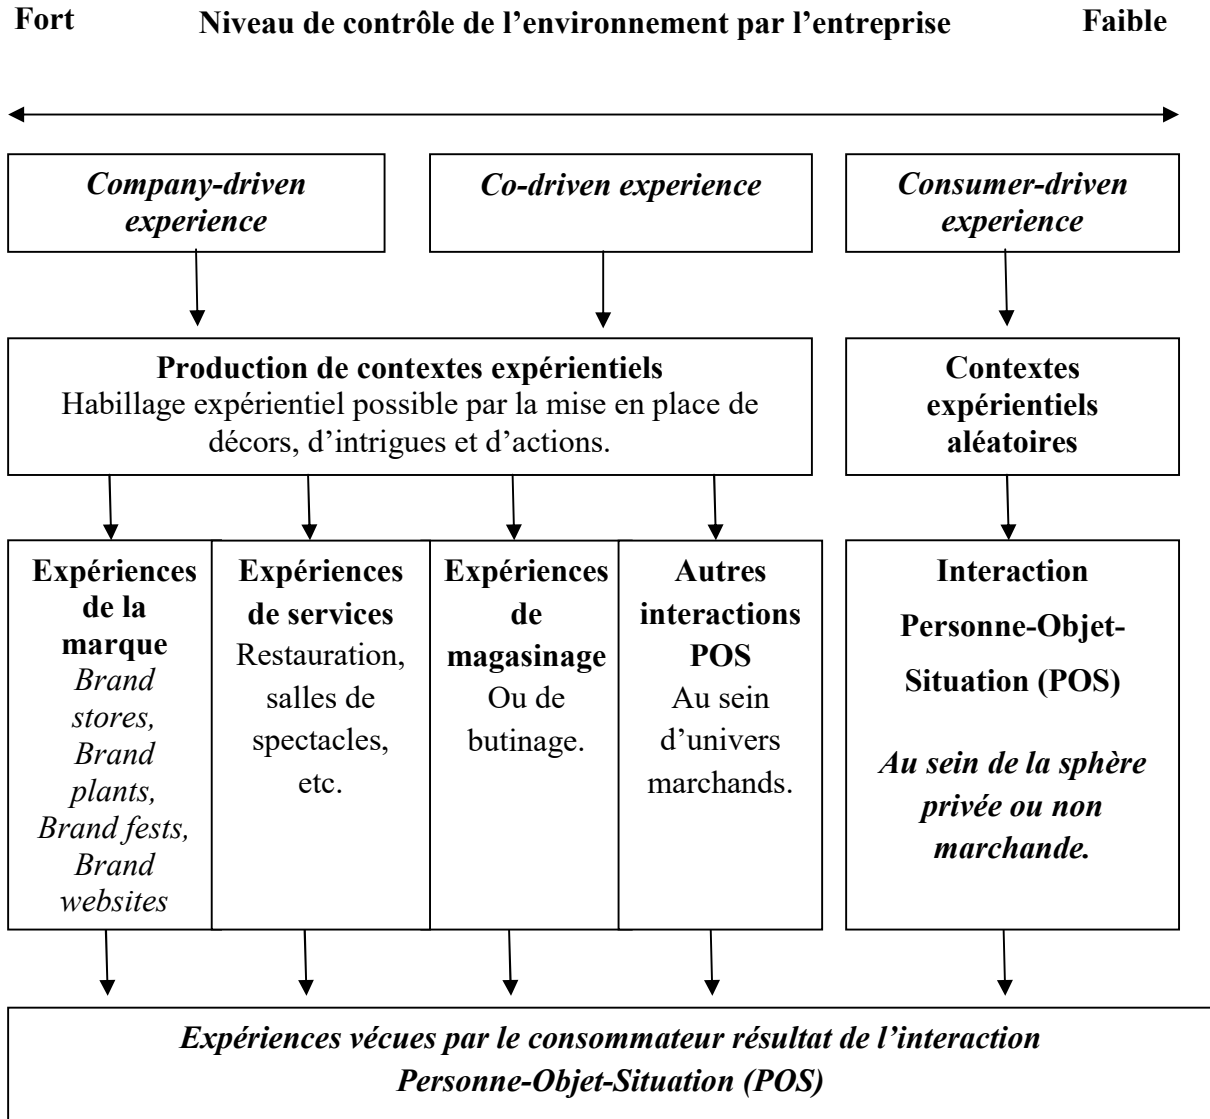 Fort Niveau de contrôle de l’environnement par l’entreprise Faible
Company-driven
experience
Co-driven experience
Consumer-driven
experience
Production de contextes expérientiels
Habillage expérientiel possible par la mise en place de
décors, d’intrigues et d’actions.
Contextes
expérientiels
aléatoires
Expériences
de la
marque
Brand
stores,
Brand
plants,
Brand fests,
Brand
websites
Expériences
de services
Restauration,
salles de
spectacles,
etc.
Expériences
de
magasinage
Ou de
butinage.
Autres
interactions
POS
Au sein
d’univers
marchands.
Interaction
Personne-Objet-
Situation (POS)
Au sein de la sphère
privée ou non
marchande.
Expériences vécues par le consommateur résultat de l’interaction
Personne-Objet-Situation (POS)